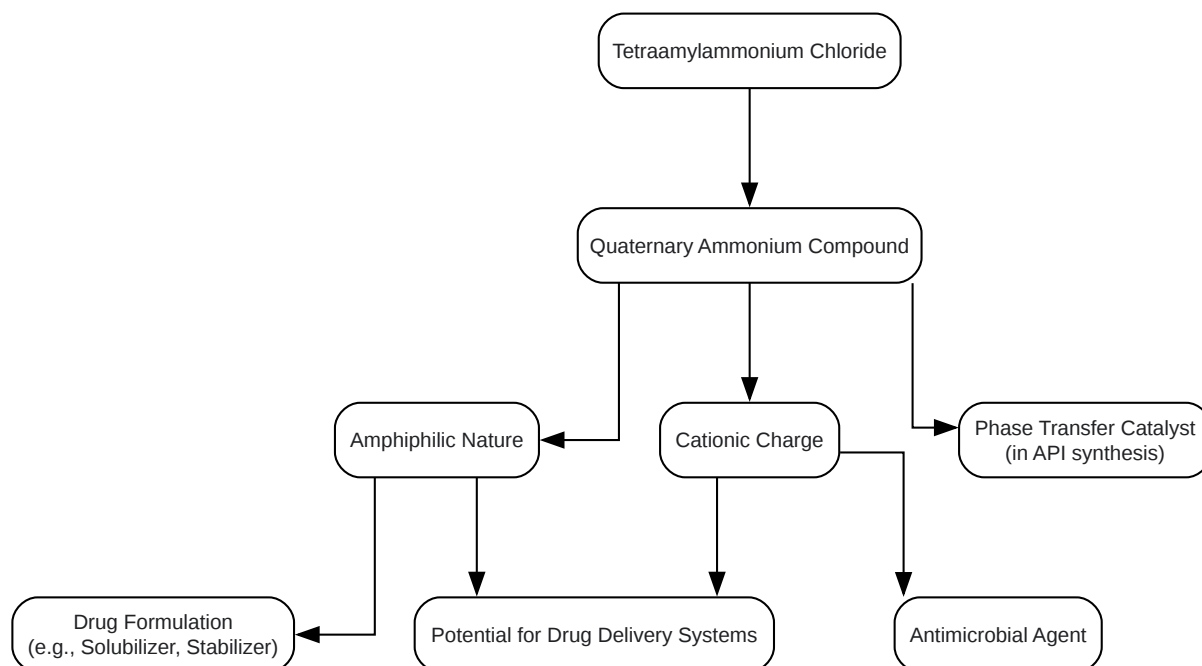 Tetraamylammonium Chloride
Quaternary Ammonium Compound
Amphiphilic Nature
Cationic Charge
Phase Transfer Catalyst
(in API synthesis)
Drug Formulation
(e.g., Solubilizer, Stabilizer)
Potential for Drug Delivery Systems
Antimicrobial Agent